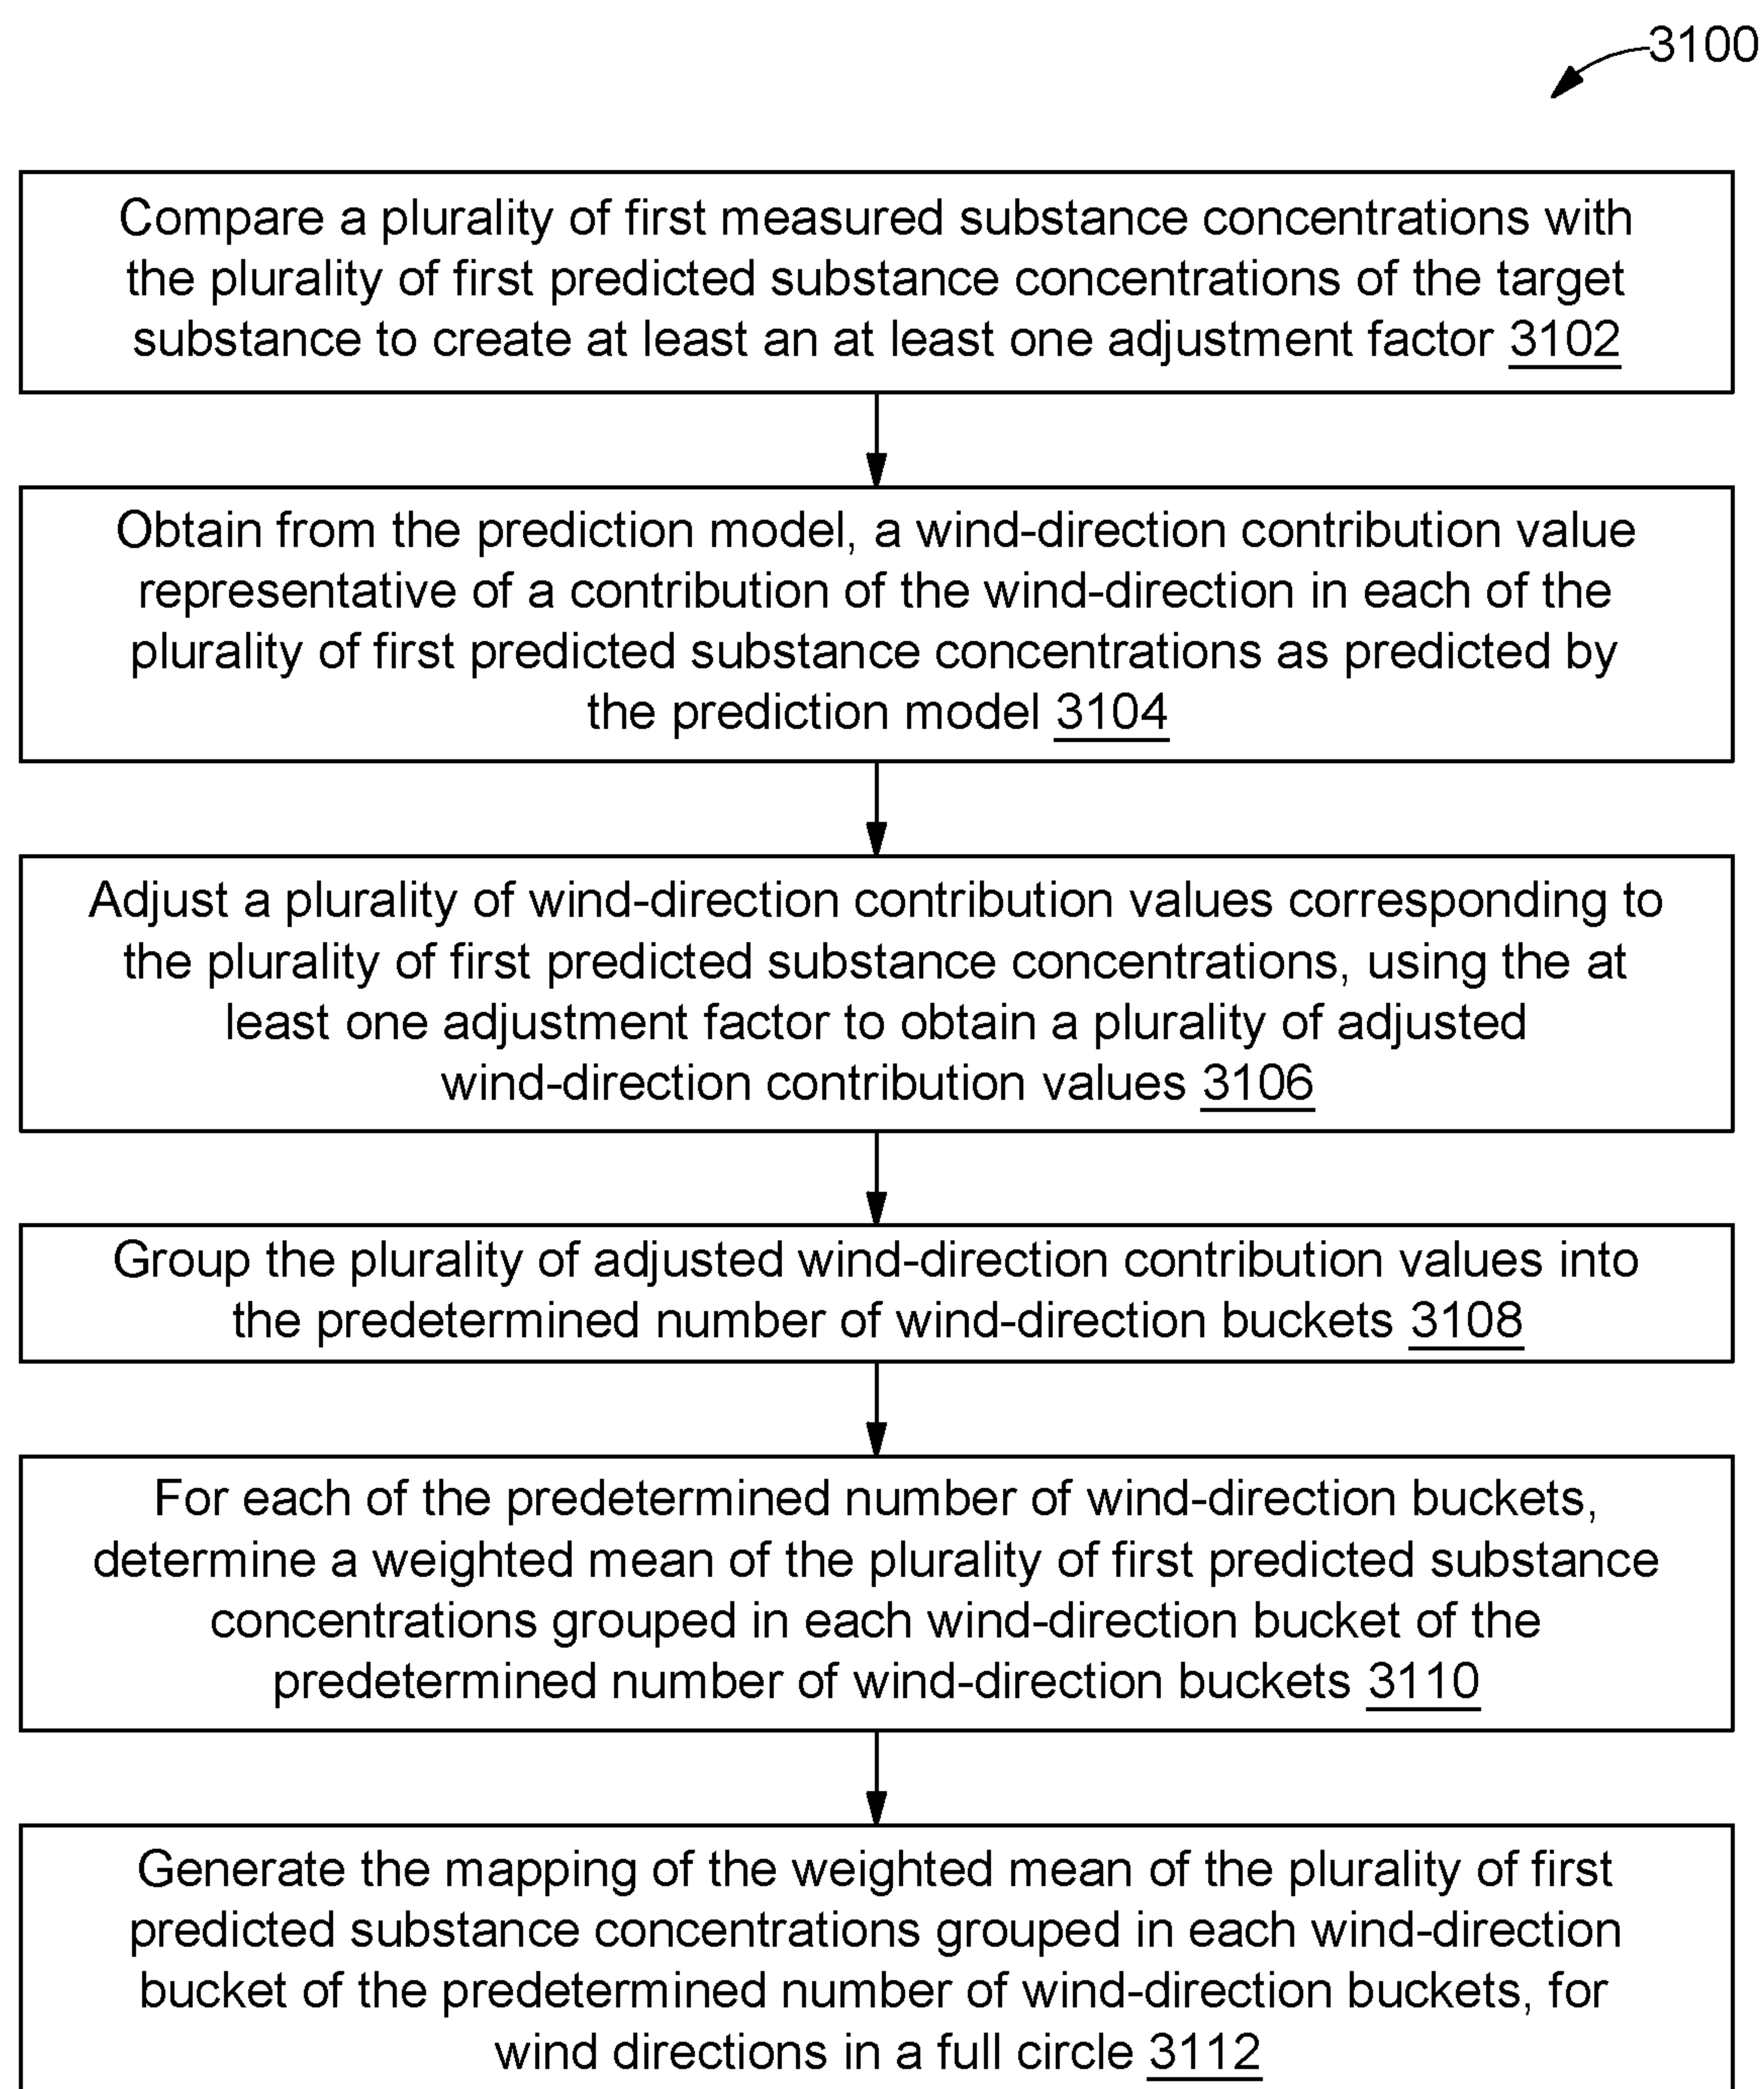 3100
Compare a plurality of first measured substance concentrations with
the plurality of first predicted substance concentrations of the target
substance to create at least an at least one adjustment factor 3102
Obtain from the prediction model, a wind-direction contribution value
representative of a contribution of the wind-direction in each of the
plurality of first predicted substance concentrations as predicted by
the prediction model 3104
Adjust a plurality of wind-direction contribution values corresponding to
the plurality of first predicted substance concentrations, using the at
least one adjustment factor to obtain a plurality of adjusted
wind-direction contribution values 3106
Group the plurality of adjusted wind-direction contribution values into
the predetermined number of wind-direction buckets 3108
For each of the predetermined number of wind-direction buckets,
determine a weighted mean of the plurality of first predicted substance
concentrations grouped in each wind-direction bucket of the
predetermined number of wind-direction buckets 3110
Generate the mapping of the weighted mean of the plurality of first
predicted substance concentrations grouped in each wind-direction
bucket of the predetermined number of wind-direction buckets, for
wind directions in a full circle 3112